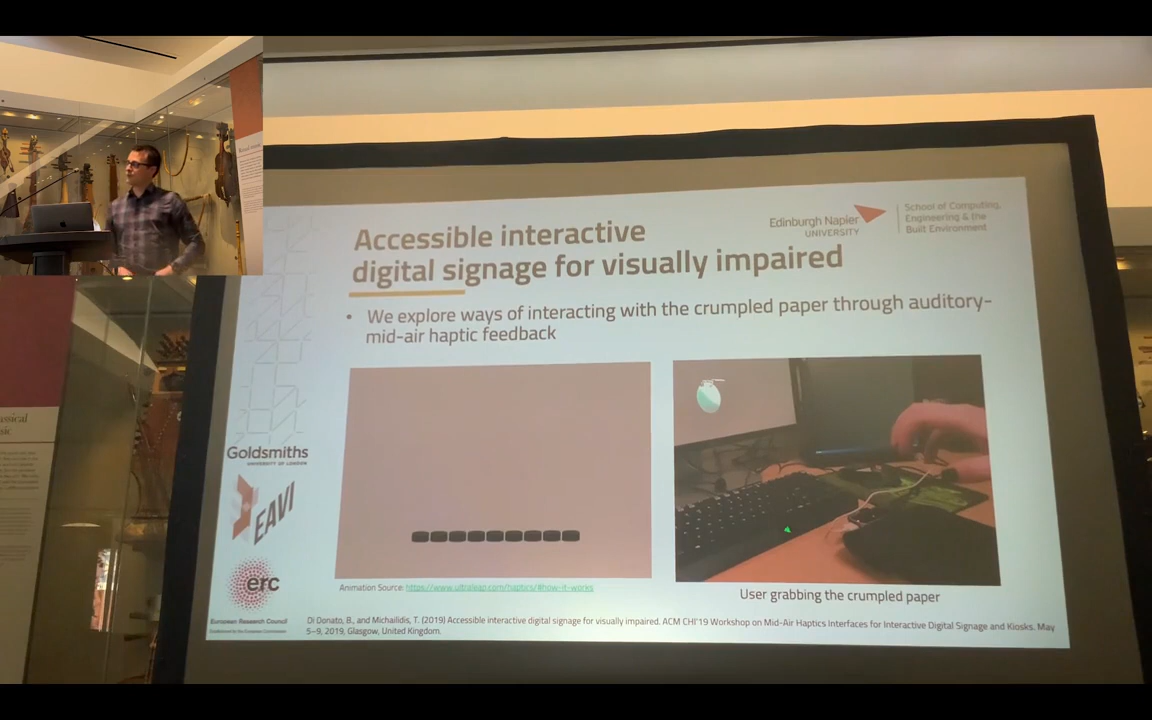 Accessible interactive
digital signage for visually impaired
Edinburgh Napier
UNIVERSITY
School of Computing,
Engineering & the
Built Environment
• We explore ways of interacting with the crumpled paper through auditory-
mid-air haptic feedback
Goldsmiths
UNIVERSITY OF LONDON
EAVI
erc
European Research Council
Animation Source: https://www.ultraleap.com/haptics/#how-it-works
User grabbing the crumpled paper
Di Donato, B., and Michailidis, T. (2019) Accessible interactive digital signage for visually impaired. ACM CHI'19 Workshop on Mid-Air Haptics Interfaces for Interactive Digital Signage and Kiosks. May
5-9, 2019, Glasgow, United Kingdom.